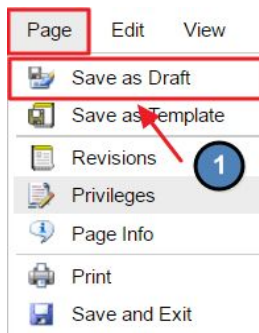 Page Edit View
Save as Draft
Save as Template
Revisions
1
Privileges
Page Info
Print
Save and Exit